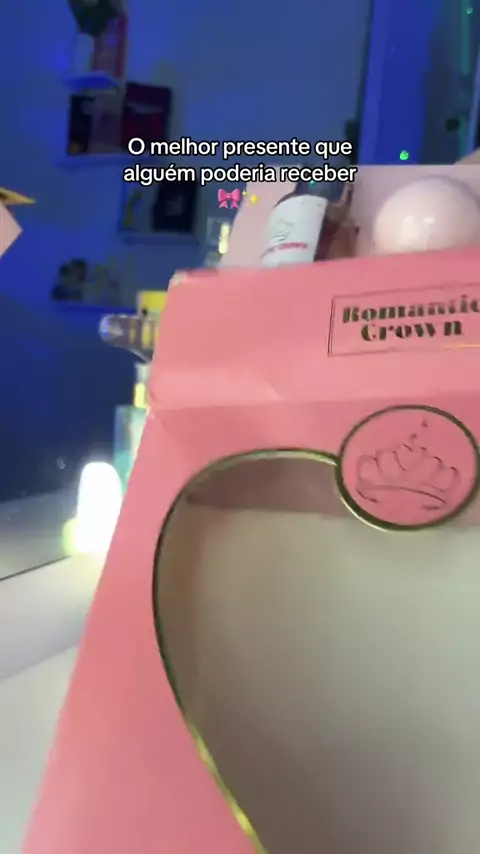 O melhor presente que
alguém poderia receber
🎀✨
Romantic
Crown